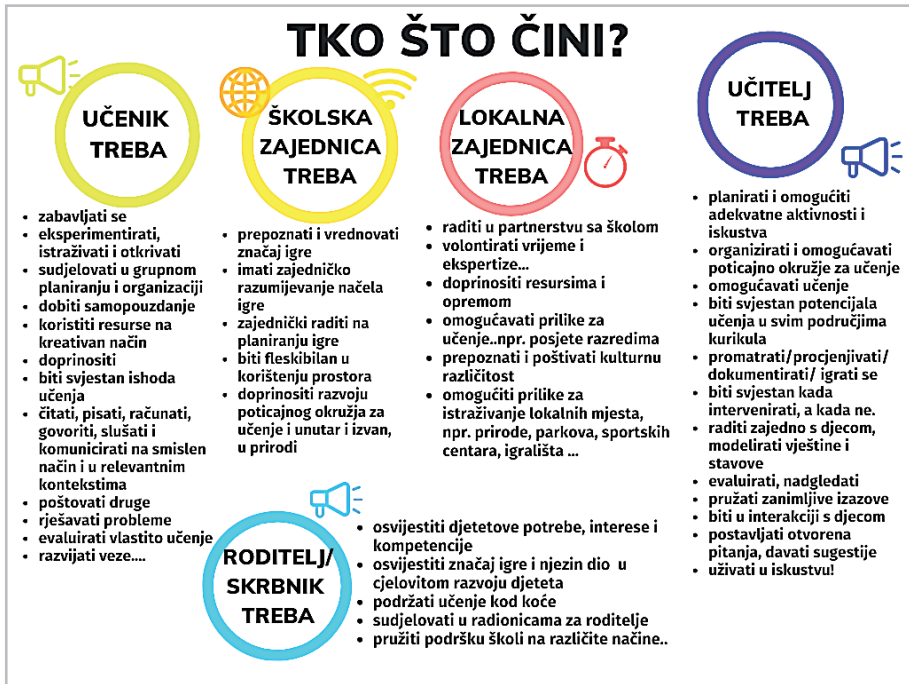 TKO ŠTO ČINI?
UČENIK
TREBA
• zabavljati se
• eksperimentirati,
istraživati i otkrivati
• sudjelovati u grupnom
planiranju i organizaciji
• dobiti samopouzdanje
• koristiti resurse na
kreativan način
• doprinositi
• biti svjestan ishoda
učenja
• čitati, pisati, računati,
govoriti, slušati i
komunicirati na smislen
način i u relevantnim
kontekstima
• poštovati druge
• rješavati probleme
• evaluirati vlastito učenje
• razvijati veze....
ŠKOLSKA
ZAJEDNICA
TREBA
• prepoznati i vrednovati
značaj igre
• imati zajedničko
razumijevanje načela
igre
• zajednički raditi na
planiranju igre
• biti fleskibilan u
korištenju prostora
• doprinositi razvoju
poticajnog okružja za
učenje i unutar i izvan,
u prirodi
LOKALNA
ZAJEDNICA
TREBA
• raditi u partnerstvu sa školom
• volontirati vrijeme i
ekspertize...
• doprinositi resursima i
opremom
• omogućavati prilike za
učenje..npr. posjete razredima
• prepoznati i poštivati kulturnu
različitost
• omogućiti prilike za
istraživanje lokalnih mjesta,
npr. prirode, parkova, sportskih
centara, igrališta ...
UČITELJ
TREBA
• planirati i omogućiti
adekvatne aktivnosti i
iskustva
• organizirati i omogućavati
poticajno okružje za učenje
• omogućavati učenje
• biti svjestan potencijala
učenja u svim područjima
kurikula
• promatrati/procjenjivati/
dokumentirati/ igrati se
• biti svjestan kada
intervenirati, a kada ne.
• raditi zajedno s djecom,
modelirati vještine i
stavove
• evaluirati, nadgledati
• pružati zanimljive izazove
• biti u interakciji s djecom
• postavljati otvorena
pitanja, davati sugestije
• uživati u iskustvu!
RODITELJ/
SKRBNIK
TREBA
• osvijestiti djetetove potrebe, interese i
kompetencije
• osvijestiti značaj igre i njezin dio u
cjelovitom razvoju djeteta
• podržati učenje kod koće
• sudjelovati u radionicama za roditelje
• pružiti podršku školi na različite načine..